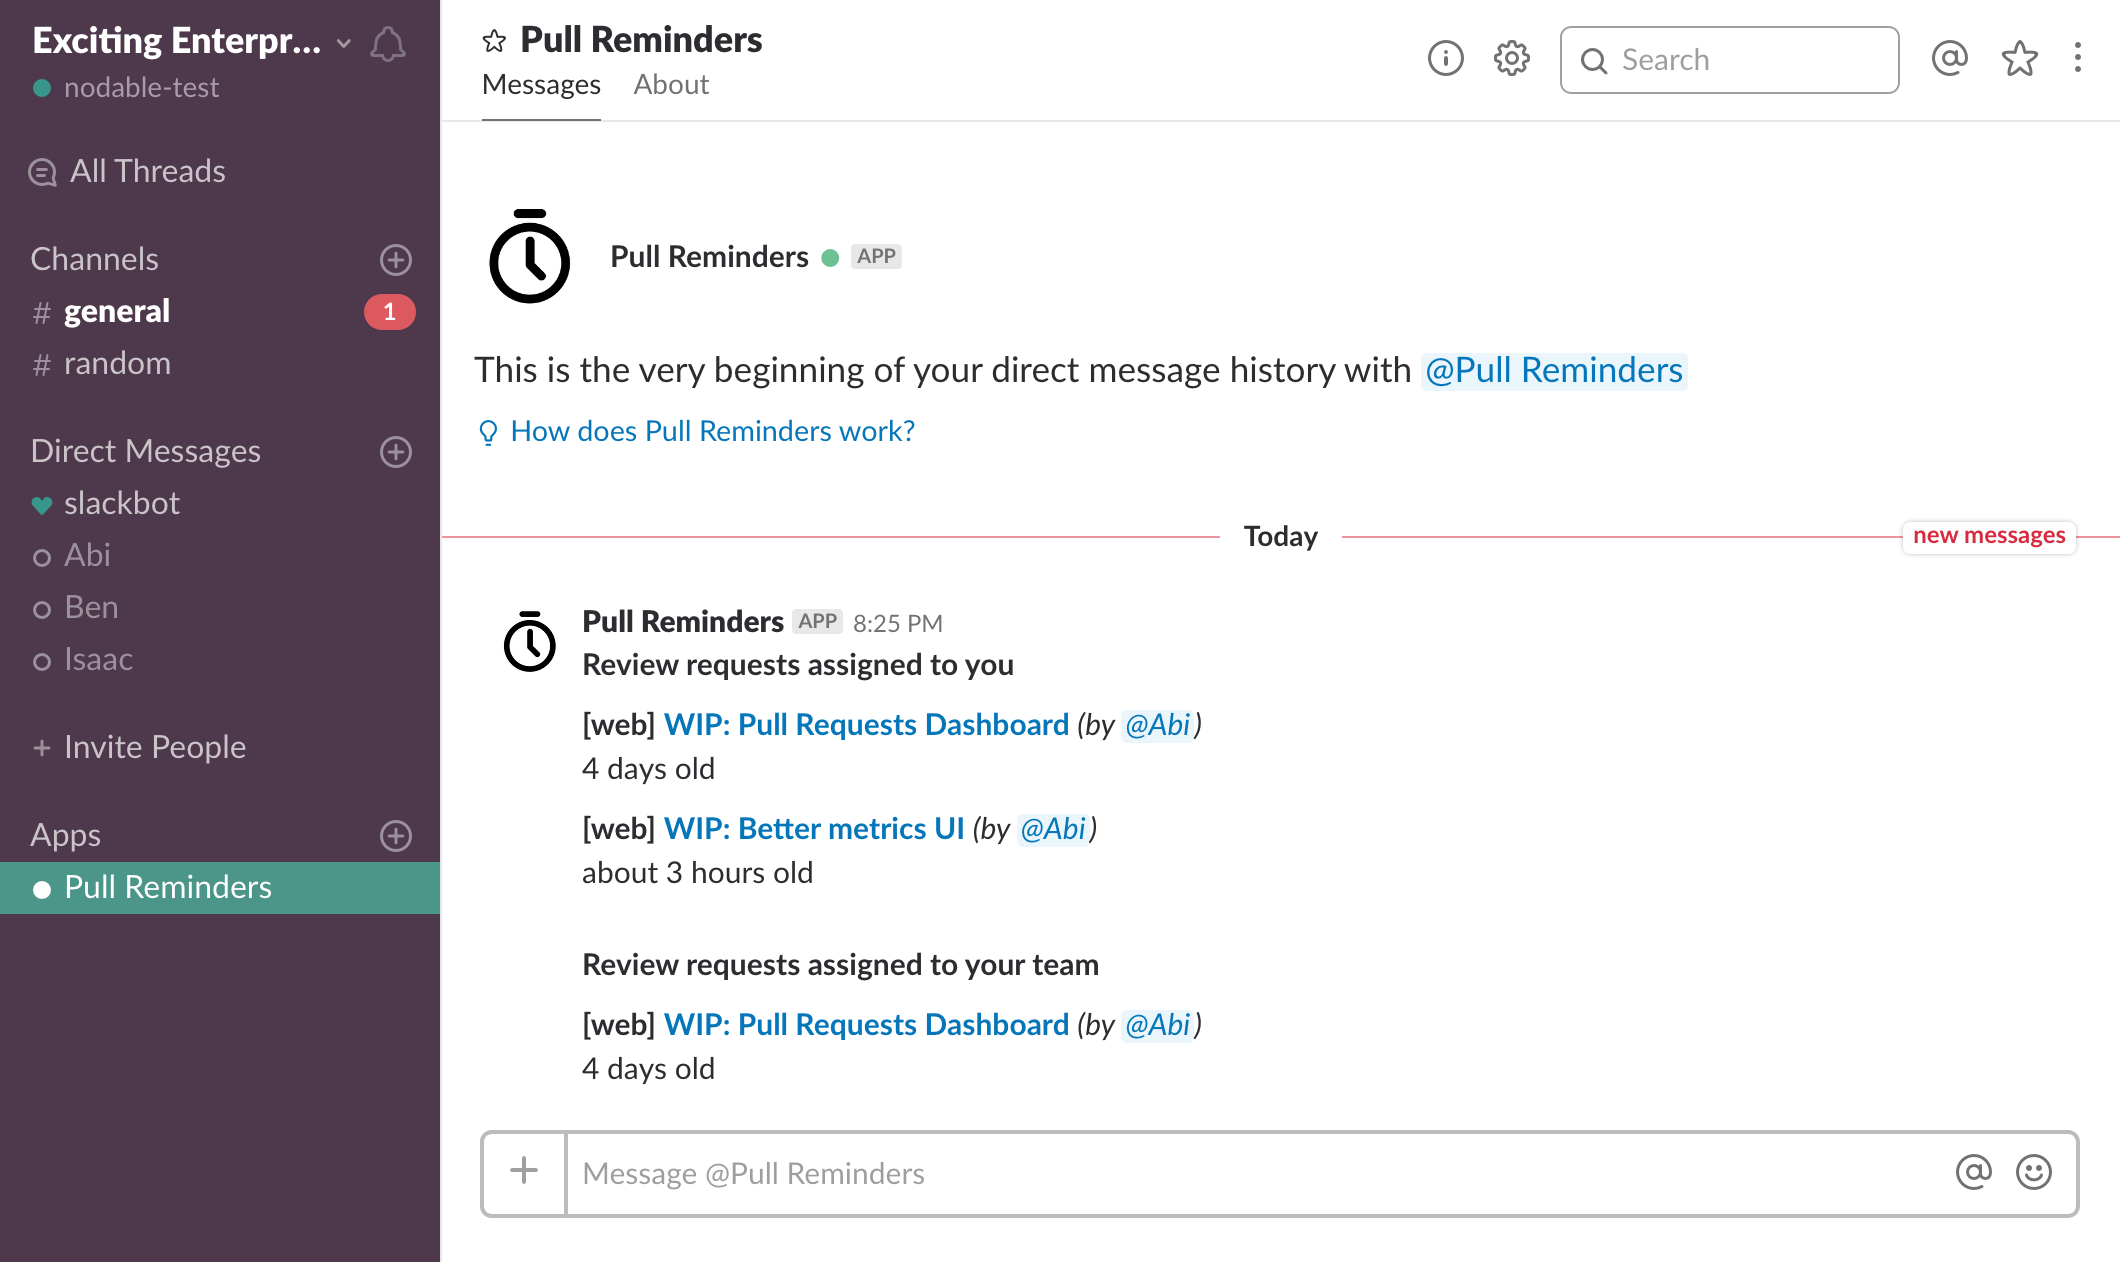 Exciting Enterpr...
nodable-test
All Threads
Channels
# general 1
# random
Direct Messages
slackbot
Abi
Ben
Isaac
+ Invite People
Apps
Pull Reminders
Pull Reminders
Messages About
Search
Pull Reminders APP
This is the very beginning of your direct message history with @Pull Reminders
How does Pull Reminders work?
Today
new messages
Pull Reminders APP 8:25 PM
Review requests assigned to you
[web] WIP: Pull Requests Dashboard (by @Abi)
4 days old
[web] WIP: Better metrics UI (by @Abi)
about 3 hours old
Review requests assigned to your team
[web] WIP: Pull Requests Dashboard (by @Abi)
4 days old
Message @Pull Reminders